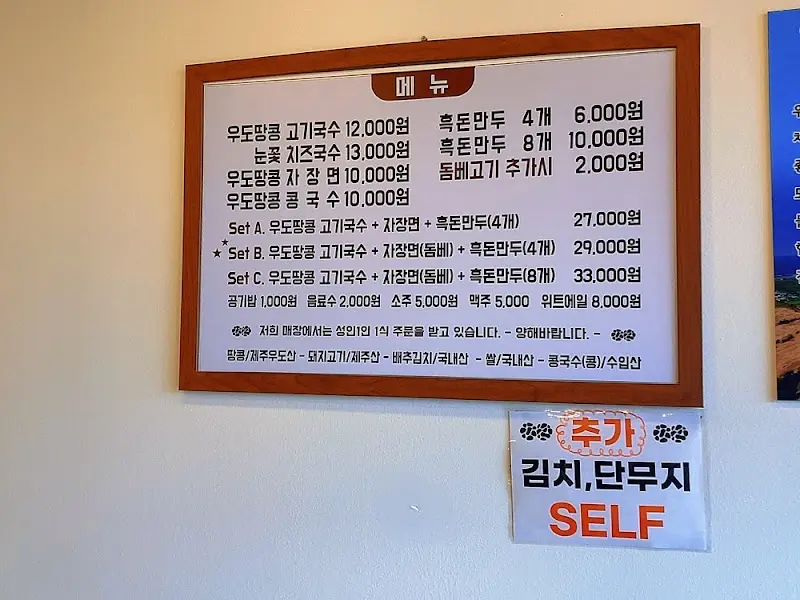 메 뉴
우도땅콩 고기국수 12,000원
눈꽃 치즈국수 13,000원
우도땅콩 자 장 면 10,000원
우도땅콩 콩 국 수 10,000원
흑돈만두 4개 6,000원
흑돈만두 8개 10,000원
돔베고기 추가시 2,000원
Set A. 우도땅콩 고기국수 + 자장면 + 흑돈만두(4개) 27,000원
★★ Set B. 우도땅콩 고기국수 + 자장면(돔베) + 흑돈만두(4개) 29,000원
Set C. 우도땅콩 고기국수 + 자장면(돔베) + 흑돈만두(8개) 33,000원
공기밥 1,000원 음료수 2,000원 소주 5,000원 맥주 5,000 위트에일 8,000원
저희 매장에서는 성인1인 1식 주문을 받고 있습니다. - 양해바랍니다. -
땅콩/제주우도산 - 돼지고기/제주산 - 배추김치/국내산 - 쌀/국내산 - 콩국수(콩)/수입산
추가
김치,단무지
SELF